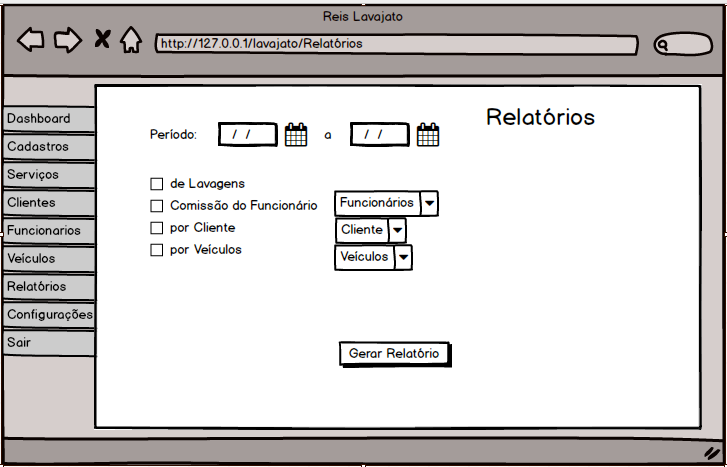 Reis Lavajato
http://127.0.0.1/lavajato/Relatórios
Dashboard
Cadastros
Serviços
Clientes
Funcionarios
Veículos
Relatórios
Configurações
Sair
Relatórios
Período: / / a / /
de Lavagens
Comissão do Funcionário Funcionários
por Cliente Cliente
por Veículos Veículos
Gerar Relatório